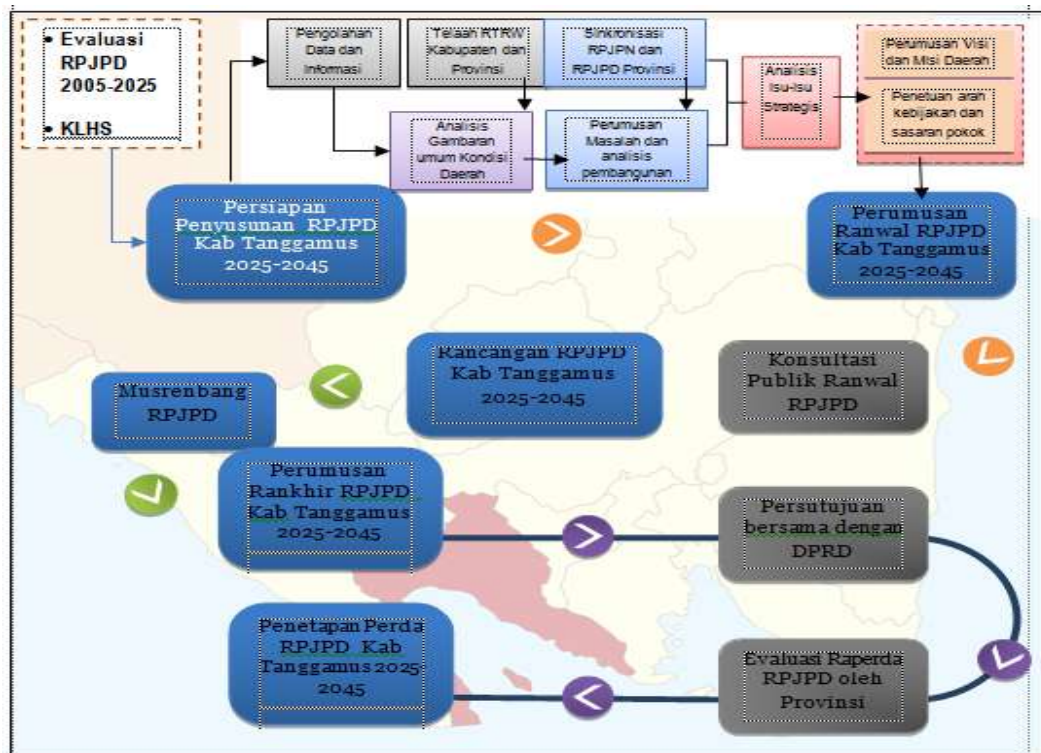 • Evaluasi
RPJPD
2005-2025
• KLHS
Pengolahan
Data dan
Informasi
Telaah RTRW
Kabupaten dan
Provinsi
Sinkronisasi
RPJPN dan
RPJPD Provinsi
Analisis
Gambaran
umum Kondisi
Daerah
Perumusan
Masalah dan
analisis
pembangunan
Analisis
Isu-Isu
Strategis
Perumusan Visi
dan Misi Daerah
Penetuan arah
kebijakan dan
sasaran pokok
Persiapan
Penyusunan RPJPD
Kab Tanggamus
2025-2045
Perumusan
Ranwal RPJPD
Kab Tanggamus
2025-2045
Rancangan RPJPD
Kab Tanggamus
2025-2045
Konsultasi
Publik Ranwal
RPJPD
Musrenbang
RPJPD
Perumusan
Rankhir RPJPD
Kab Tanggamus
2025-2045
Persutujuan
bersama dengan
DPRD
Penetapan Perda
RPJPD Kab
Tanggamus 2025-
2045
Evaluasi Raperda
RPJPD oleh
Provinsi